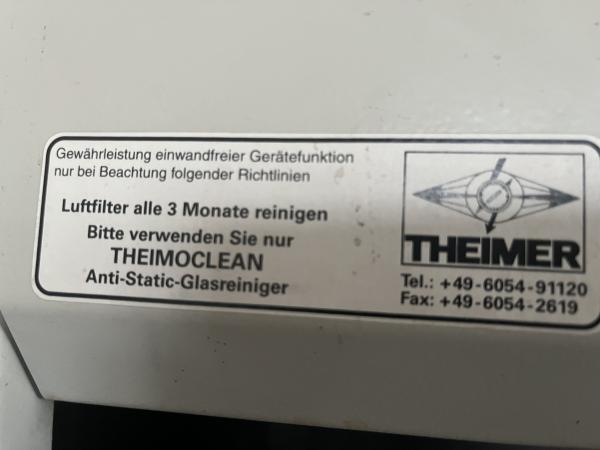 Gewährleistung einwandfreier Gerätefunktion
nur bei Beachtung folgender Richtlinien
Luftfilter alle 3 Monate reinigen
Bitte verwenden Sie nur
THEIMOCLEAN
Anti-Static-Glasreiniger
THEIMER
Tel.: +49-6054-91120
Fax: +49-6054-2619